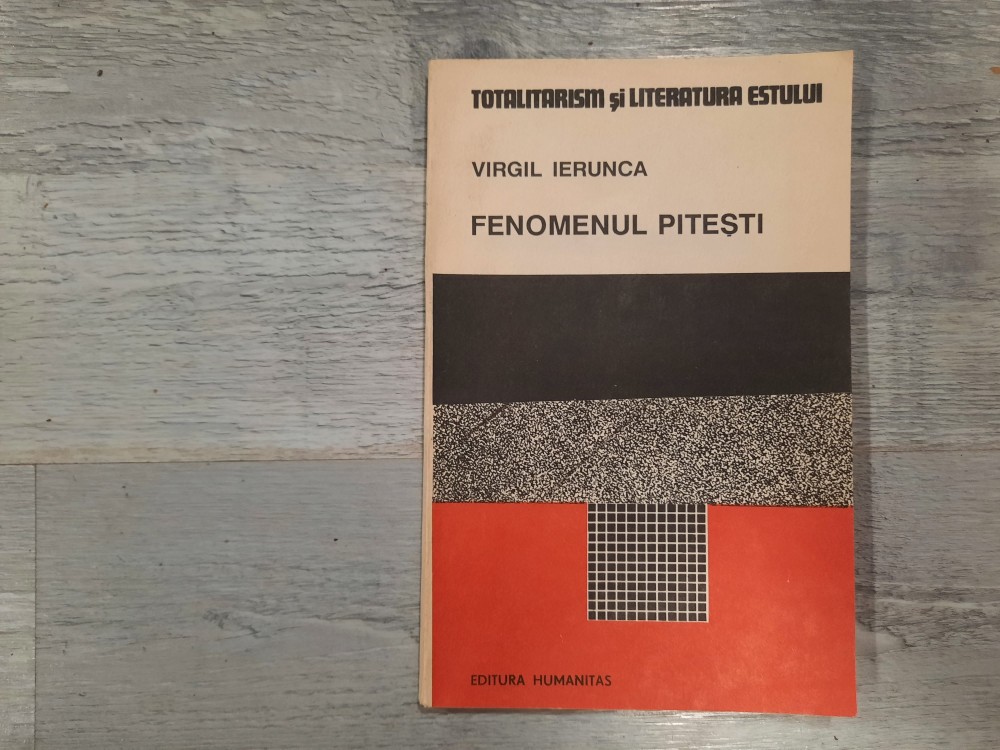 TOTALITARISM și LITERATURA ESTULUI
VIRGIL IERUNCA
FENOMENUL PITEȘTI
EDITURA HUMANITAS